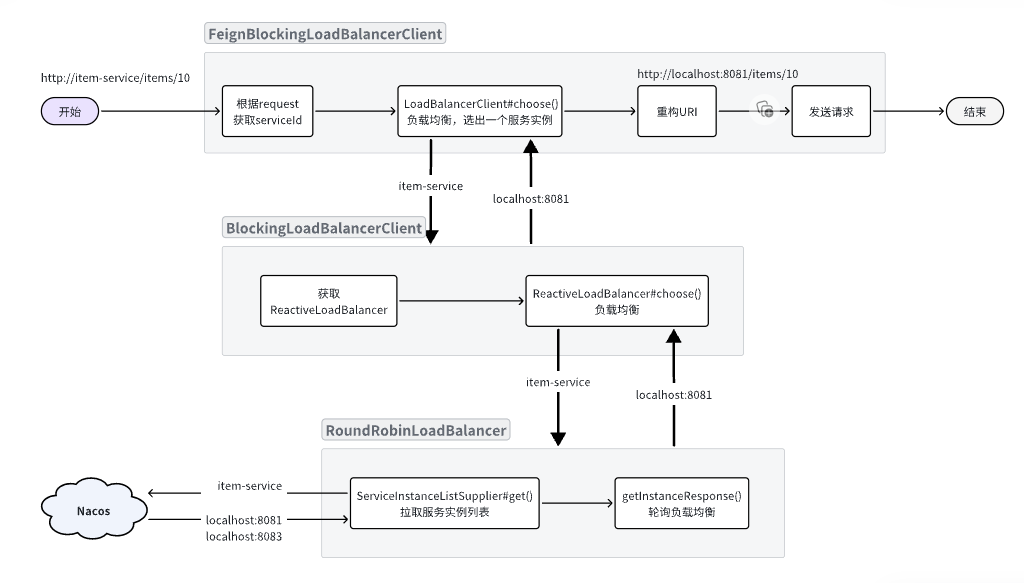 FeignBlockingLoadBalancerClient
http://item-service/items/10
http://localhost:8081/items/10
开始
根据request
获取serviceId
LoadBalancerClient#choose()
负载均衡，选出一个服务实例
重构URI
发送请求
结束
item-service
localhost:8081
BlockingLoadBalancerClient
获取
ReactiveLoadBalancer
ReactiveLoadBalancer#choose()
负载均衡
item-service
localhost:8081
RoundRobinLoadBalancer
Nacos
item-service
localhost:8081
localhost:8083
ServiceInstanceListSupplier#get()
拉取服务实例列表
getInstanceResponse()
轮询负载均衡